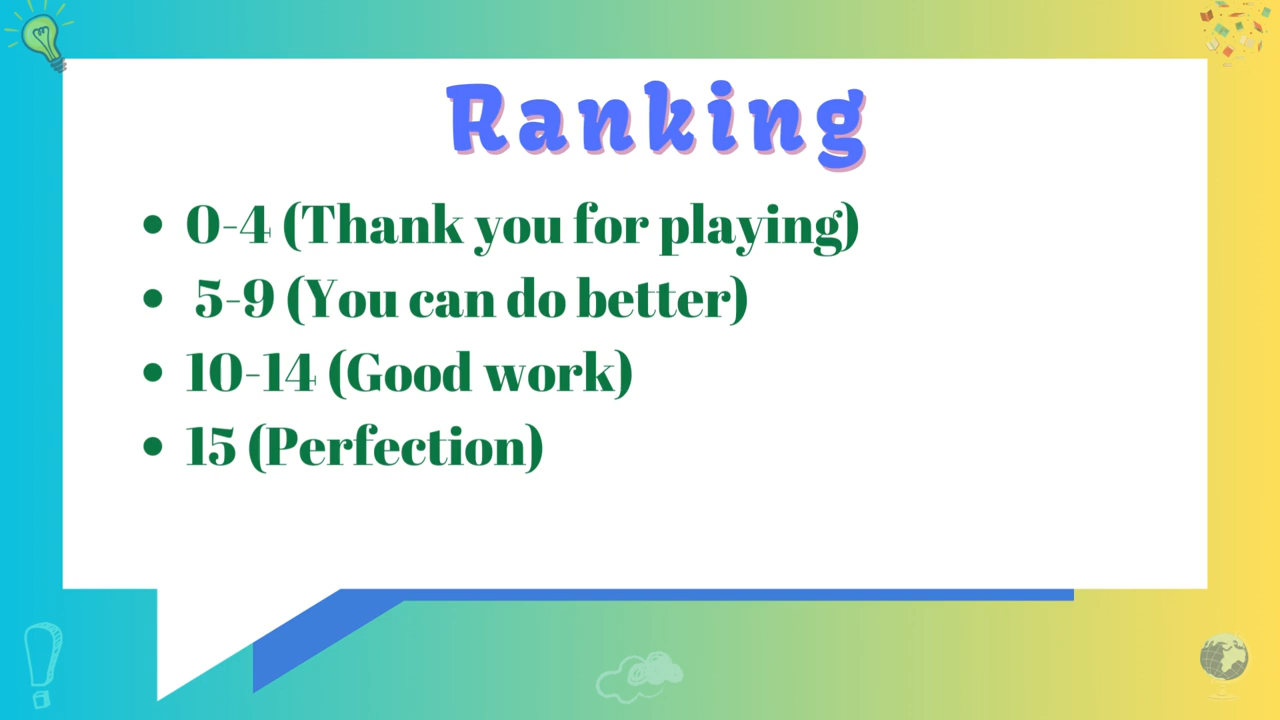 Ranking
• 0-4 (Thank you for playing)
• 5-9 (You can do better)
• 10-14 (Good work)
• 15 (Perfection)